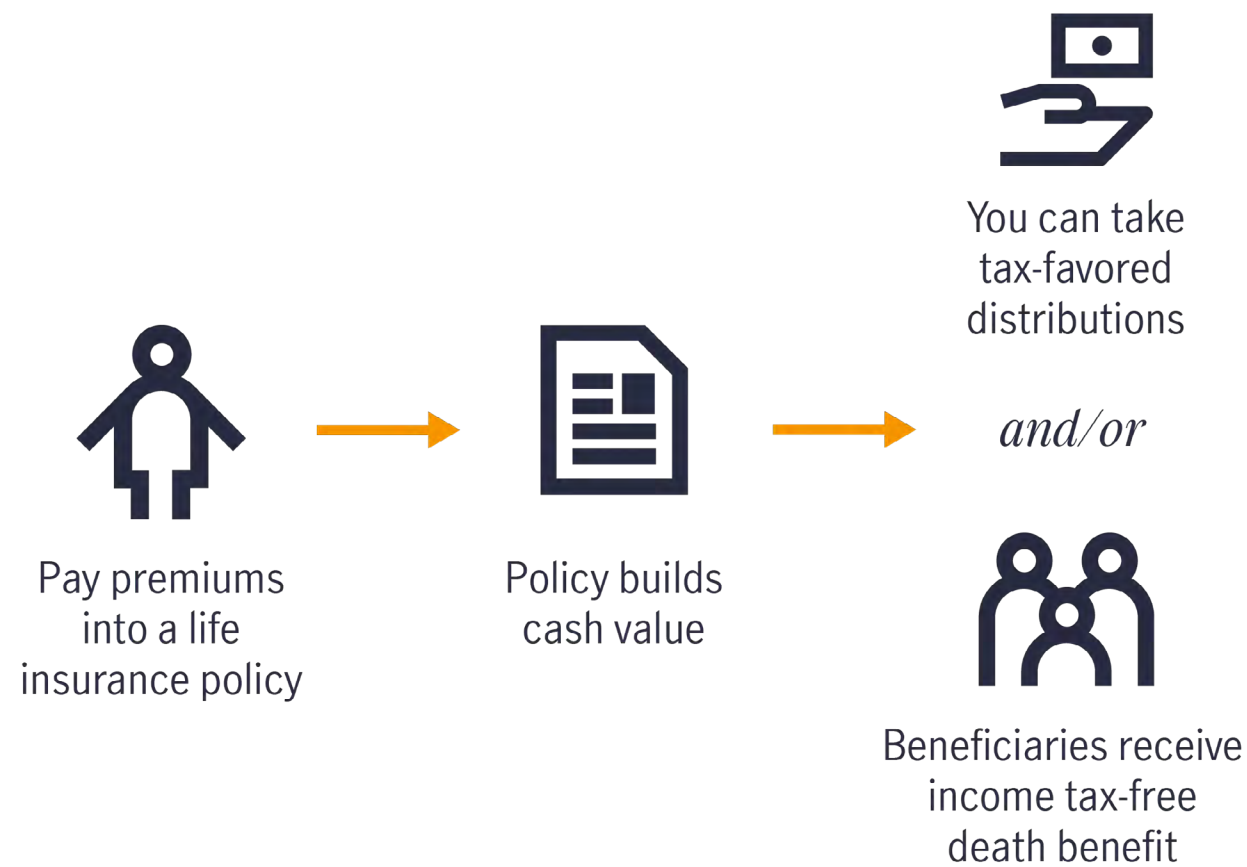 Pay premiums
into a life
insurance policy
Policy builds
cash value
You can take
tax-favored
distributions
and/or
Beneficiaries receive
income tax-free
death benefit